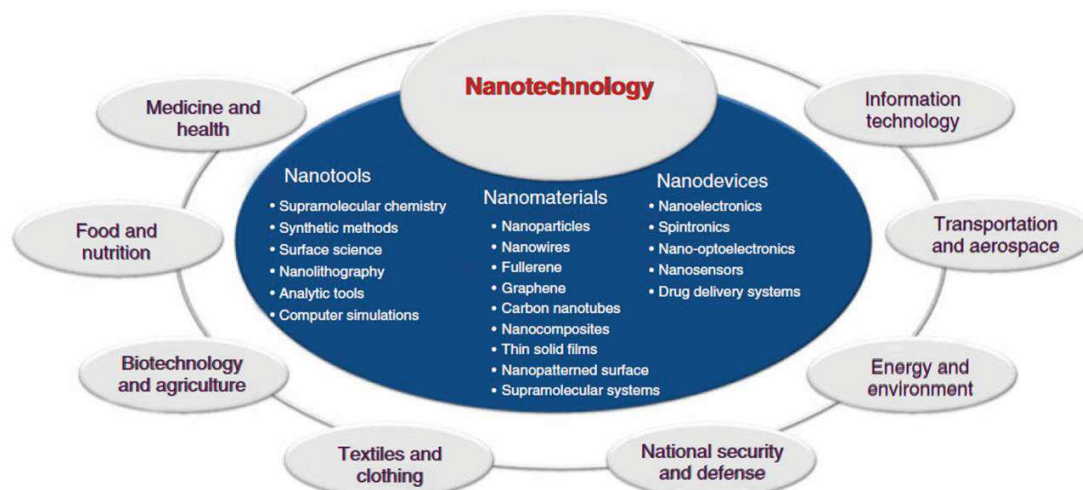 Nanotechnology
Medicine and
health
Information
technology
Food and
nutrition
Transportation
and aerospace
Biotechnology
and agriculture
Energy and
environment
Textiles and
clothing
National security
and defense
Nanotools
• Supramolecular chemistry
• Synthetic methods
• Surface science
• Nanolithography
• Analytic tools
• Computer simulations
Nanomaterials
• Nanoparticles
• Nanowires
• Fullerene
• Graphene
• Carbon nanotubes
• Nanocomposites
• Thin solid films
• Nanopatterned surface
• Supramolecular systems
Nanodevices
• Nanoelectronics
• Spintronics
• Nano-optoelectronics
• Nanosensors
• Drug delivery systems